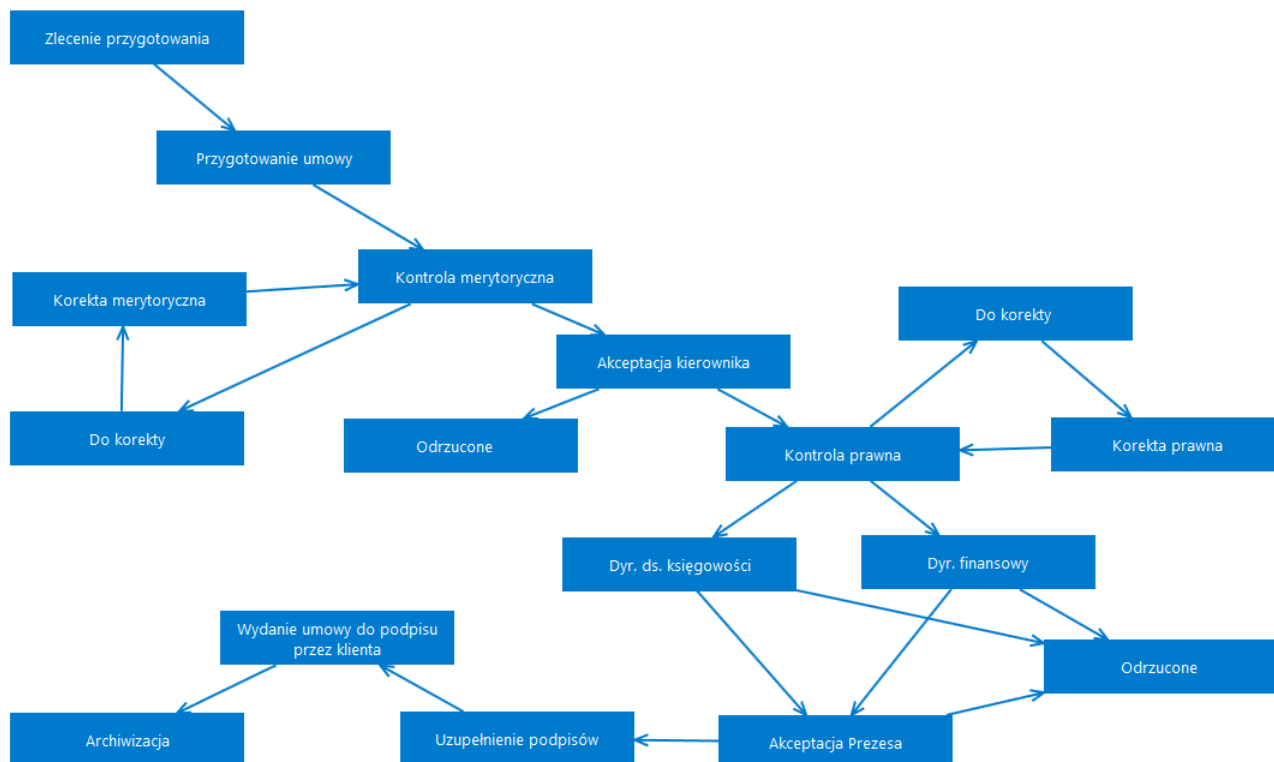 Zlecenie przygotowania
Przygotowanie umowy
Kontrola merytoryczna
Korekta merytoryczna
Do korekty
Do korekty
Akceptacja kierownika
Odrzucone
Kontrola prawna
Korekta prawna
Dyr. ds. księgowości
Dyr. finansowy
Wydanie umowy do podpisu
przez klienta
Odrzucone
Archiwizacja
Uzupełnienie podpisów
Akceptacja Prezesa